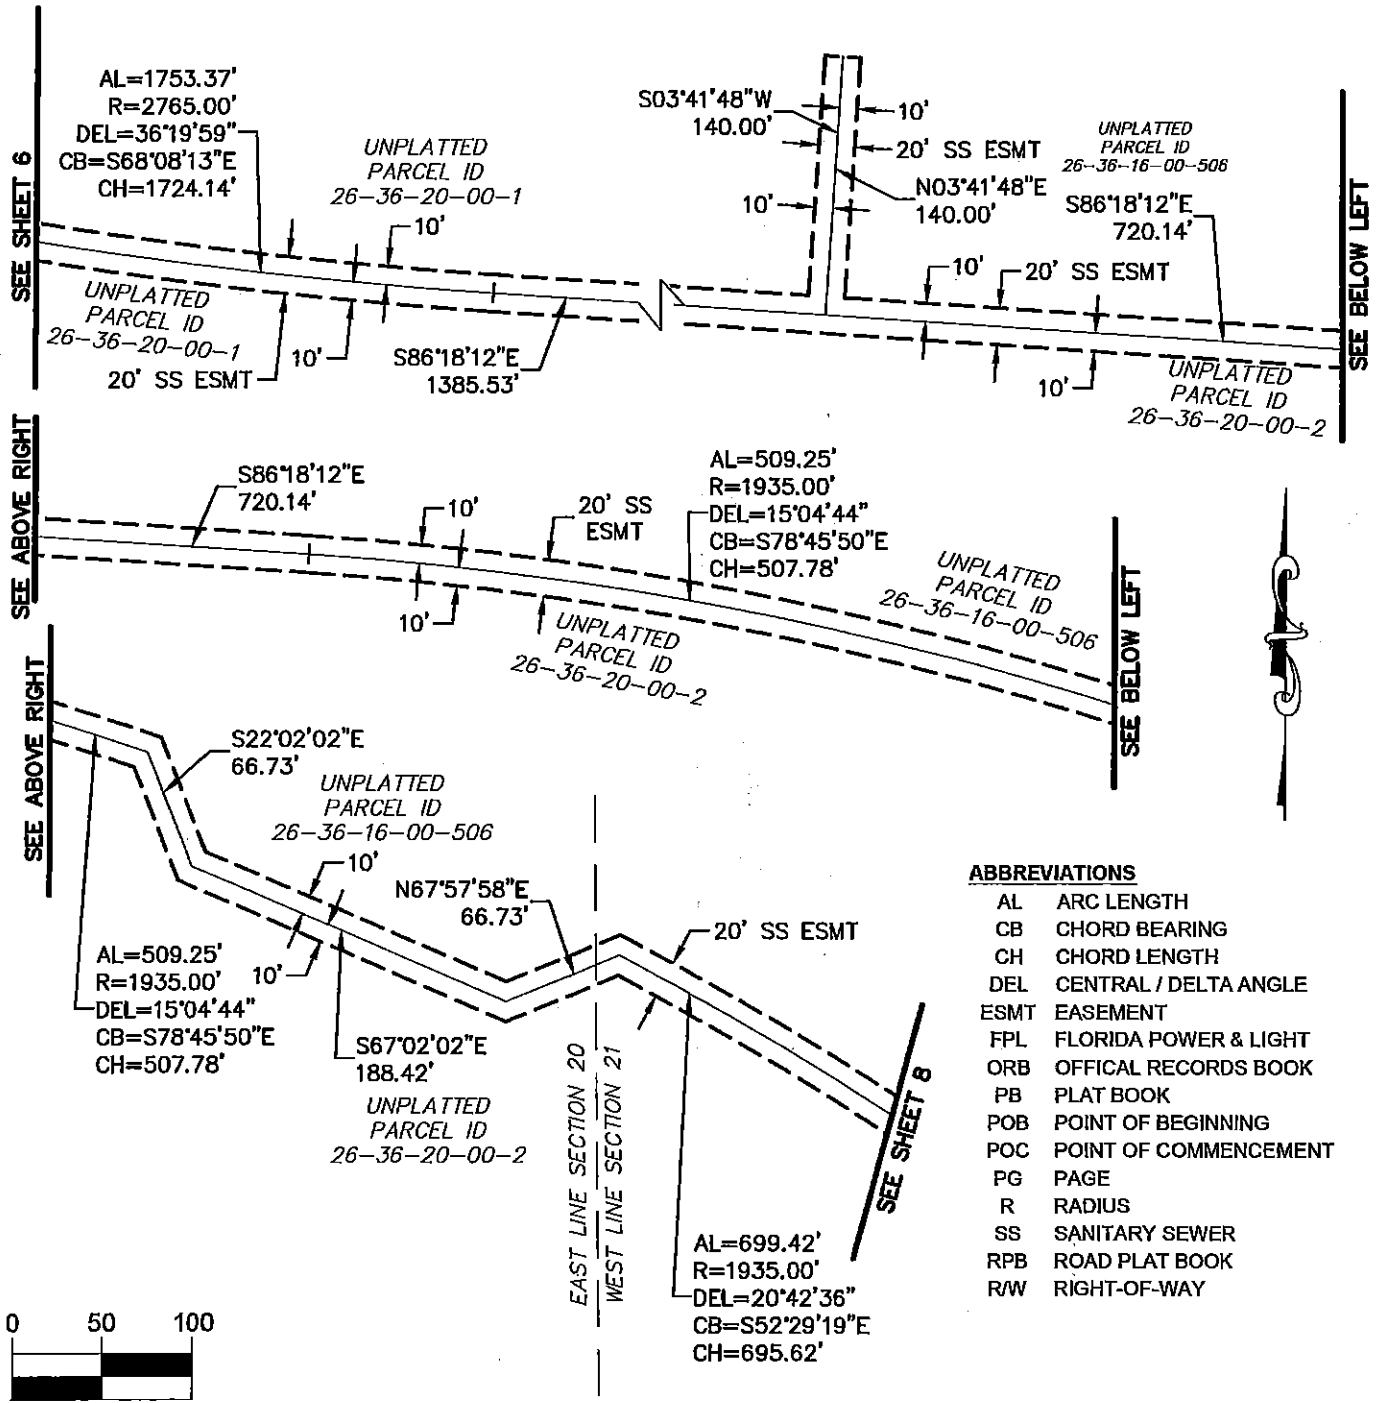 SEE SHEET 6
AL=1753.37'
R=2765.00'
DEL=36°19'59"
CB=S68°08'13"E
CH=1724.14'
UNPLATTED
PARCEL ID
26-36-20-00-1
10'
UNPLATTED
PARCEL ID
26-36-20-00-1
20' SS ESMT
10'
S86°18'12"E
1385.53'
S03°41'48"W
140.00'
10'
20' SS ESMT
N03°41'48"E
140.00'
10'
UNPLATTED
PARCEL ID
26-36-16-00-506
S86°18'12"E
720.14'
10'
20' SS ESMT
10'
UNPLATTED
PARCEL ID
26-36-20-00-2
SEE BELOW LEFT
SEE ABOVE RIGHT
S86°18'12"E
720.14'
10'
20' SS
ESMT
10'
AL=509.25'
R=1935.00'
DEL=15°04'44"
CB=S78°45'50"E
CH=507.78'
UNPLATTED
PARCEL ID
26-36-16-00-506
UNPLATTED
PARCEL ID
26-36-20-00-2
SEE BELOW LEFT
SEE ABOVE RIGHT
S22°02'02"E
66.73'
UNPLATTED
PARCEL ID
26-36-16-00-506
10'
N67°57'58"E
66.73'
20' SS ESMT
AL=509.25'
R=1935.00'
DEL=15°04'44"
CB=S78°45'50"E
CH=507.78'
10'
S67°02'02"E
188.42'
UNPLATTED
PARCEL ID
26-36-20-00-2
EAST LINE SECTION 20
WEST LINE SECTION 21
SEE SHEET 8
AL=699.42'
R=1935.00'
DEL=20°42'36"
CB=S52°29'19"E
CH=695.62'
ABBREVIATIONS
AL ARC LENGTH
CB CHORD BEARING
CH CHORD LENGTH
DEL CENTRAL / DELTA ANGLE
ESMT EASEMENT
FPL FLORIDA POWER & LIGHT
ORB OFFICAL RECORDS BOOK
PB PLAT BOOK
POB POINT OF BEGINNING
POC POINT OF COMMENCEMENT
PG PAGE
R RADIUS
SS SANITARY SEWER
RPB ROAD PLAT BOOK
R/W RIGHT-OF-WAY
0 50 100